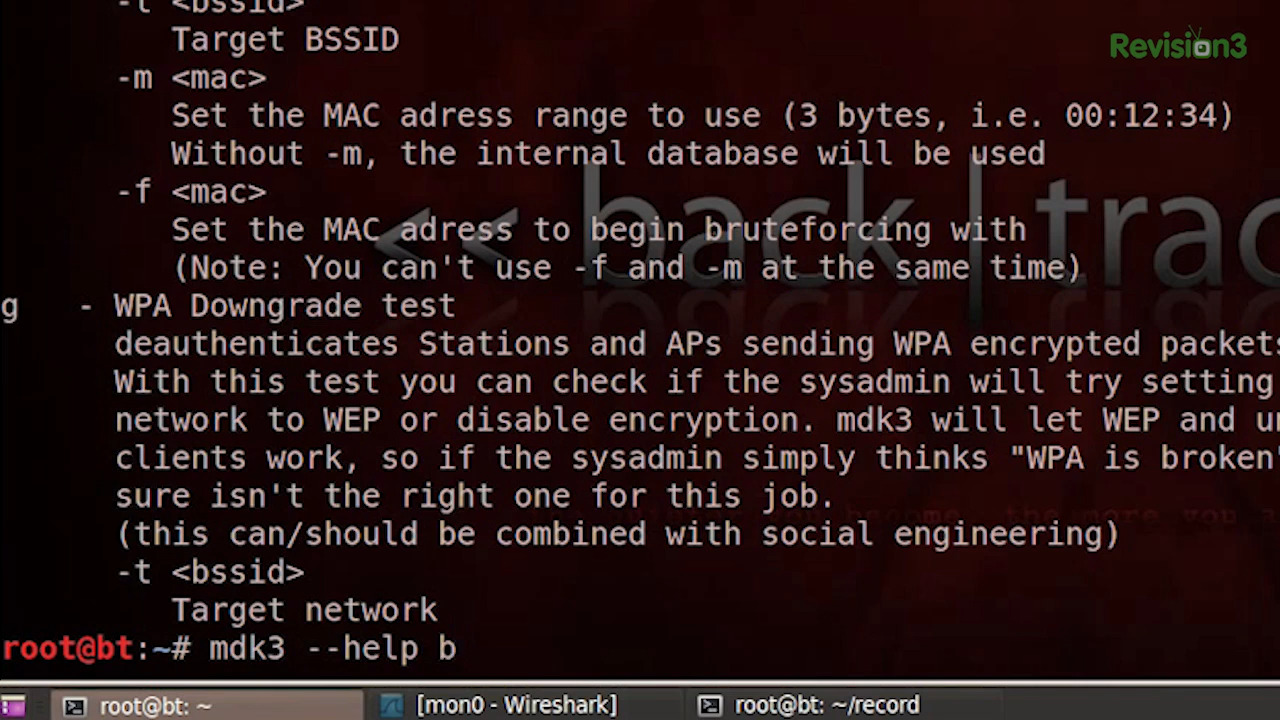 -t <bssid>
Target BSSID
Revision3
-m <mac>
Set the MAC adress range to use (3 bytes, i.e. 00:12:34)
Without -m, the internal database will be used
-f <mac>
<< back | trac
Set the MAC adress to begin bruteforcing with
(Note: You can't use -f and -m at the same time)
g - WPA Downgrade test
deauthenticates Stations and APs sending WPA encrypted packets
With this test you can check if the sysadmin will try setting
network to WEP or disable encryption. mdk3 will let WEP and un
clients work, so if the sysadmin simply thinks "WPA is broken"
sure isn't the right one for this job.
become, the more you a
(this can/should be combined with social engineering)
-t <bssid>
Target network
root@bt:~# mdk3 --help b
root@bt: ~
[mon0 - Wireshark]
root@bt: ~/record